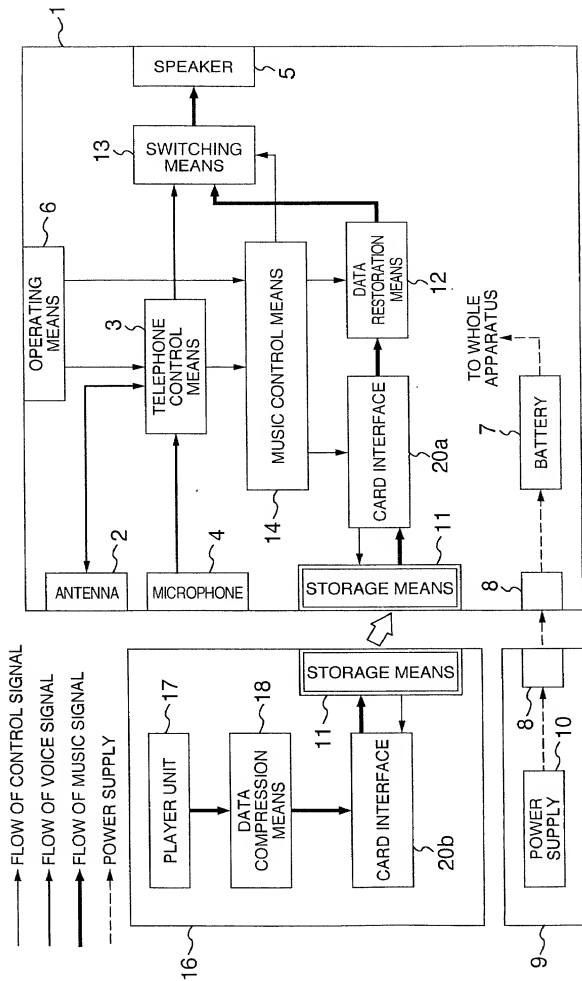 FLOW OF CONTROL SIGNAL
FLOW OF VOICE SIGNAL
FLOW OF MUSIC SIGNAL
POWER SUPPLY
16
PLAYER UNIT
17
DATA
COMPRESSION
MEANS
18
CARD INTERFACE
20b
STORAGE MEANS
11
9
POWER
SUPPLY
10
8
1
ANTENNA
2
MICROPHONE
4
OPERATING
MEANS
6
TELEPHONE
CONTROL
MEANS
3
SWITCHING
MEANS
13
SPEAKER
5
MUSIC CONTROL MEANS
14
STORAGE MEANS
11
CARD INTERFACE
20a
DATA
RESTORATION
MEANS
12
8
BATTERY
7
TO WHOLE
APPARATUS